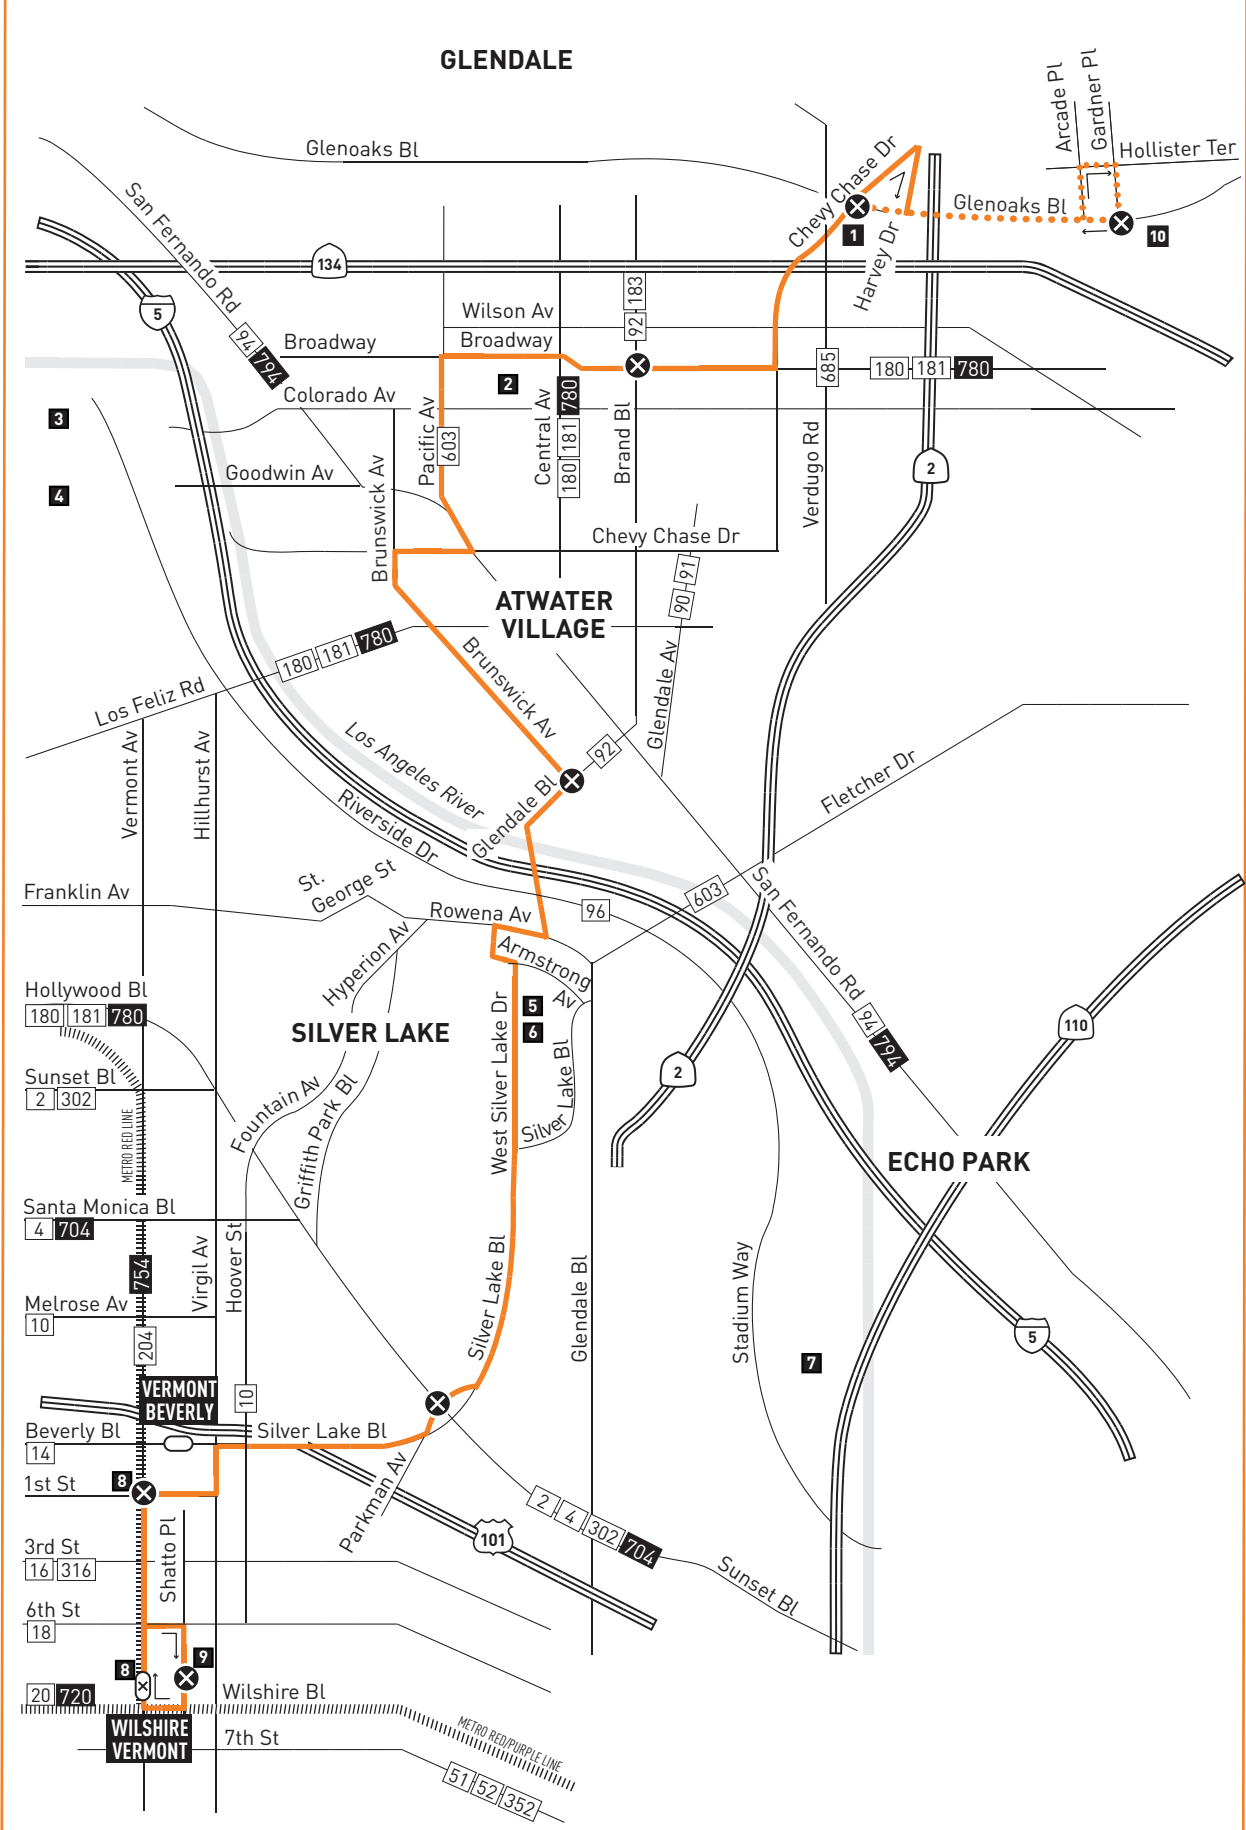 GLENDALE
Arcade Pl
Gardner Pl
Hollister Ter
Glenoaks Bl
Chevy Chase Dr
Glenoaks Bl
San Fernando Rd
1
10
Harvey Dr
134
5
183
92
Wilson Av
Broadway
Broadway
94
794
685
180
181
780
2
Colorado Av
3
Pacific Av
603
Central Av
780
181
180
Brand Bl
Verdugo Rd
2
Goodwin Av
4
Brunswick Av
Chevy Chase Dr
91
90
ATWATER
VILLAGE
180
181
780
Brunswick Av
Glendale Av
Los Feliz Rd
Vermont Av
Hillhurst Av
Los Angeles River
92
Fletcher Dr
Riverside Dr
Glendale Bl
St.
George St
Franklin Av
Rowena Av
96
603
San Fernando Rd
Hyperion Av
Armstrong
Av
Hollywood Bl
180
181
780
5
6
SILVER LAKE
West Silver Lake Dr
Silver Lake Bl
94
794
110
2
Sunset Bl
2
302
METRO RED LINE
Fountain Av
Griffith Park Bl
ECHO PARK
Santa Monica Bl
4
704
754
Virgil Av
Hoover St
Silver Lake Bl
Glendale Bl
Stadium Way
Melrose Av
10
204
5
7
VERMONT
BEVERLY
10
Beverly Bl
14
Silver Lake Bl
1st St
8
Parkman Av
2
4
302
704
101
3rd St
16
316
Shatto Pl
Sunset Bl
6th St
18
8
9
20
720
Wilshire Bl
WILSHIRE
VERMONT
7th St
METRO RED/PURPLE LINE
51
52
352